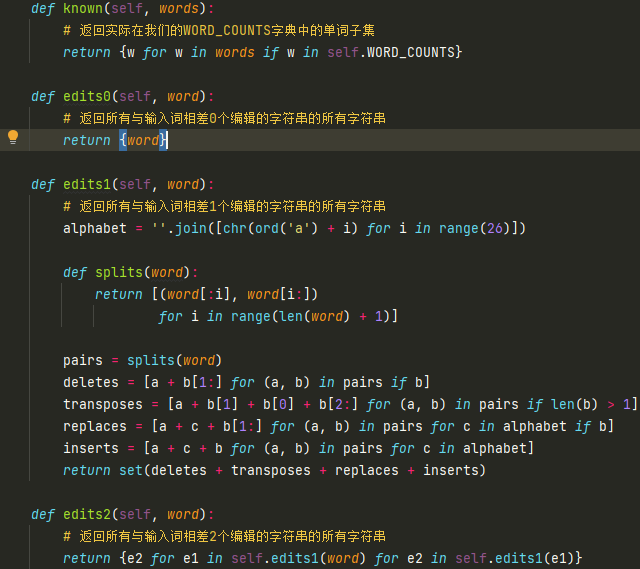 def known(self, words):
# 返回实际在我们的WORD_COUNTS字典中的单词子集
return {w for w in words if w in self.WORD_COUNTS}
def edits0(self, word):
# 返回所有与输入词相差0个编辑的字符串的所有字符串
return {word}
def edits1(self, word):
# 返回所有与输入词相差1个编辑的字符串的所有字符串
alphabet = ''.join([chr(ord('a') + i) for i in range(26)])
def splits(word):
return [(word[:i], word[i:])
for i in range(len(word) + 1)]
pairs = splits(word)
deletes = [a + b[1:] for (a, b) in pairs if b]
transposes = [a + b[1] + b[0] + b[2:] for (a, b) in pairs if len(b) > 1]
replaces = [a + c + b[1:] for (a, b) in pairs for c in alphabet if b]
inserts = [a + c + b for (a, b) in pairs for c in alphabet]
return set(deletes + transposes + replaces + inserts)
def edits2(self, word):
# 返回所有与输入词相差2个编辑的字符串的所有字符串
return {e2 for e1 in self.edits1(word) for e2 in self.edits1(e1)}